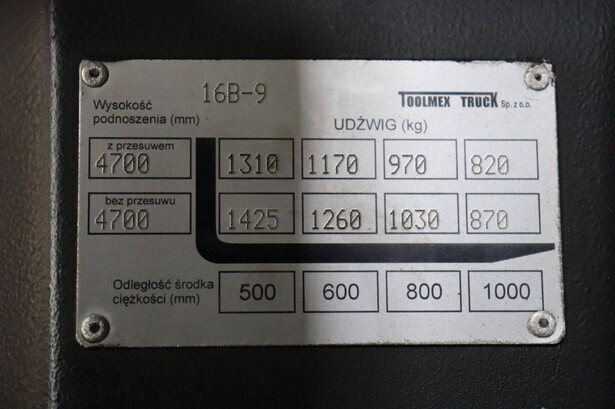 16B-9
TOOLMEX TRUCK Sp. z o.o.
Wysokość
podnoszenia (mm)
UDŹWIG (kg)
z przesuwem
4700 1310 1170 970 820
bez przesuwu
4700 1425 1260 1030 870
Odległość środka
ciężkości (mm)
500 600 800 1000